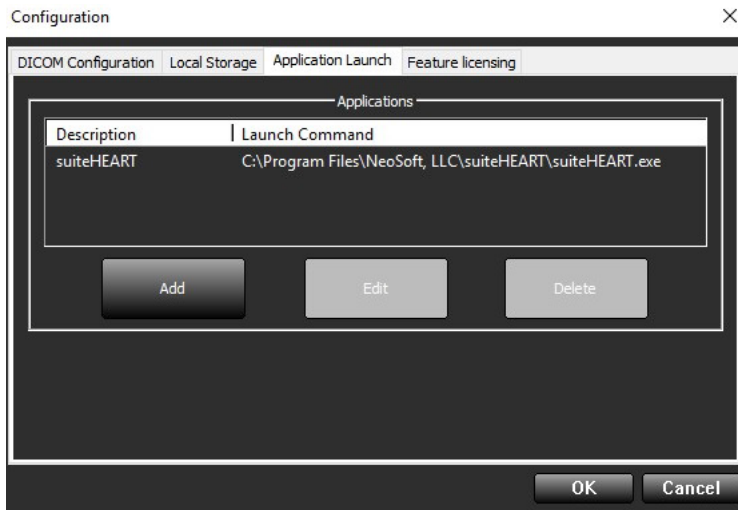 Configuration
DICOM Configuration Local Storage Application Launch Feature licensing
Applications
Description Launch Command
suiteHEART C:\Program Files\NeoSoft, LLC\suiteHEART\suiteHEART.exe
Add Edit Delete
OK Cancel